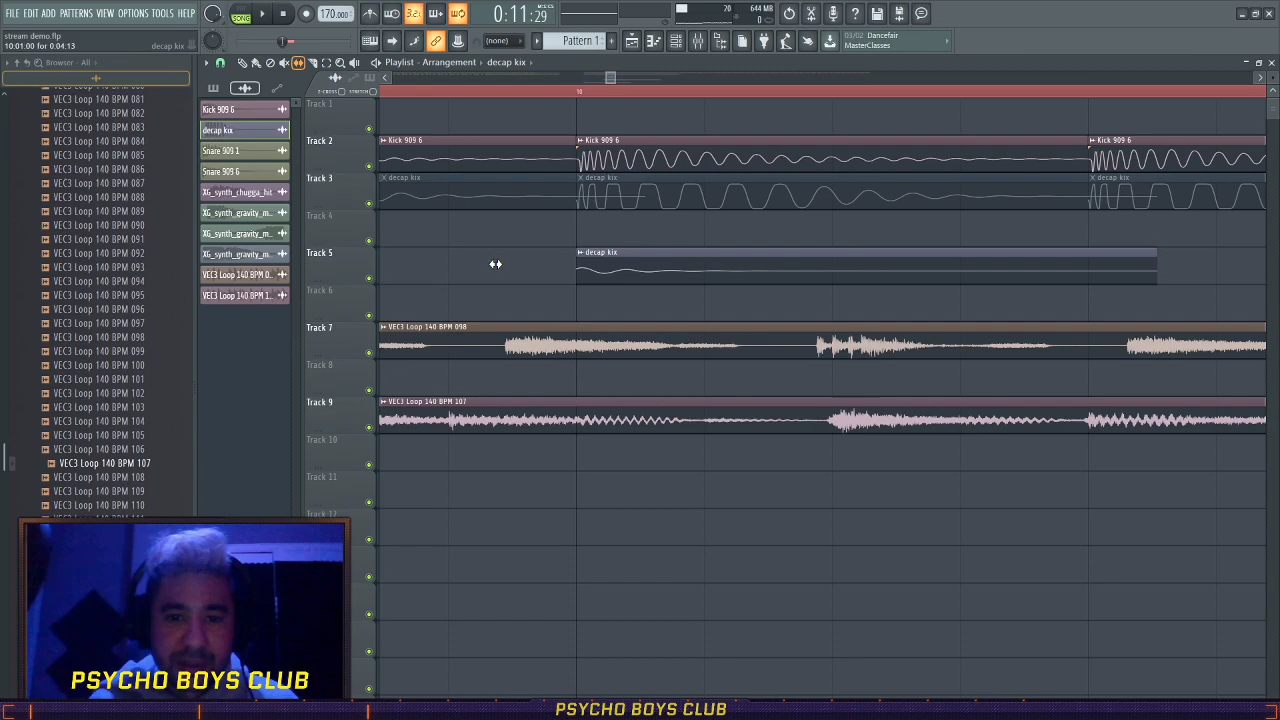 FILE EDIT ADD PATTERNS VIEW OPTIONS TOOLS HELP
SONG
170.000
0:11:29
M:S:CS
20
644 MB
0
stream demo.flp
10:01:00 for 0:04:13
decap kix
(none)
Pattern 1
03/02 Dancefair
MasterClasses
Browser - All
Playlist - Arrangement
decap kix
Z-CROSS
STRETCH
10
VEC3 Loop 140 BPM 081
VEC3 Loop 140 BPM 082
VEC3 Loop 140 BPM 083
VEC3 Loop 140 BPM 084
VEC3 Loop 140 BPM 085
VEC3 Loop 140 BPM 086
VEC3 Loop 140 BPM 087
VEC3 Loop 140 BPM 088
VEC3 Loop 140 BPM 089
VEC3 Loop 140 BPM 090
VEC3 Loop 140 BPM 091
VEC3 Loop 140 BPM 092
VEC3 Loop 140 BPM 093
VEC3 Loop 140 BPM 094
VEC3 Loop 140 BPM 095
VEC3 Loop 140 BPM 096
VEC3 Loop 140 BPM 097
VEC3 Loop 140 BPM 098
VEC3 Loop 140 BPM 099
VEC3 Loop 140 BPM 100
VEC3 Loop 140 BPM 101
VEC3 Loop 140 BPM 102
VEC3 Loop 140 BPM 103
VEC3 Loop 140 BPM 104
VEC3 Loop 140 BPM 105
VEC3 Loop 140 BPM 106
VEC3 Loop 140 BPM 107
VEC3 Loop 140 BPM 108
VEC3 Loop 140 BPM 109
VEC3 Loop 140 BPM 110
Kick 909 6
decap kix
Snare 909 1
Snare 909 6
XG_synth_chugga_hit
XG_synth_gravity_m..
XG_synth_gravity_m..
XG_synth_gravity_m..
VEC3 Loop 140 BPM 0..
VEC3 Loop 140 BPM 1..
Track 1
Track 2
Kick 909 6
Kick 909 6
Kick 909 6
Track 3
decap kix
decap kix
decap kix
Track 4
Track 5
decap kix
Track 6
Track 7
VEC3 Loop 140 BPM 098
Track 8
Track 9
VEC3 Loop 140 BPM 107
Track 10
Track 11
Track 12
PSYCHO BOYS CLUB
PSYCHO BOYS CLUB